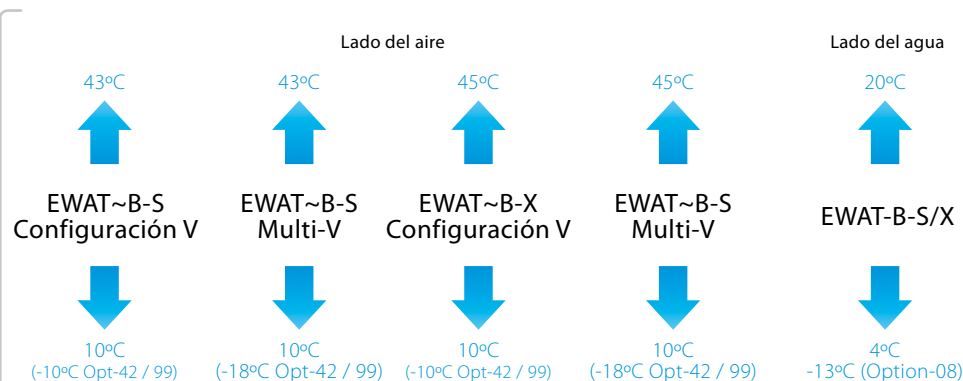 Lado del aire
Lado del agua
43ºC
43ºC
45ºC
45ºC
20ºC
EWAT~B-S
Configuración V
EWAT~B-S
Multi-V
EWAT~B-X
Configuración V
EWAT~B-S
Multi-V
EWAT-B-S/X
10ºC
(-10ºC Opt-42 / 99)
10ºC
(-18ºC Opt-42 / 99)
10ºC
(-10ºC Opt-42 / 99)
10ºC
(-18ºC Opt-42 / 99)
4ºC
-13ºC (Option-08)